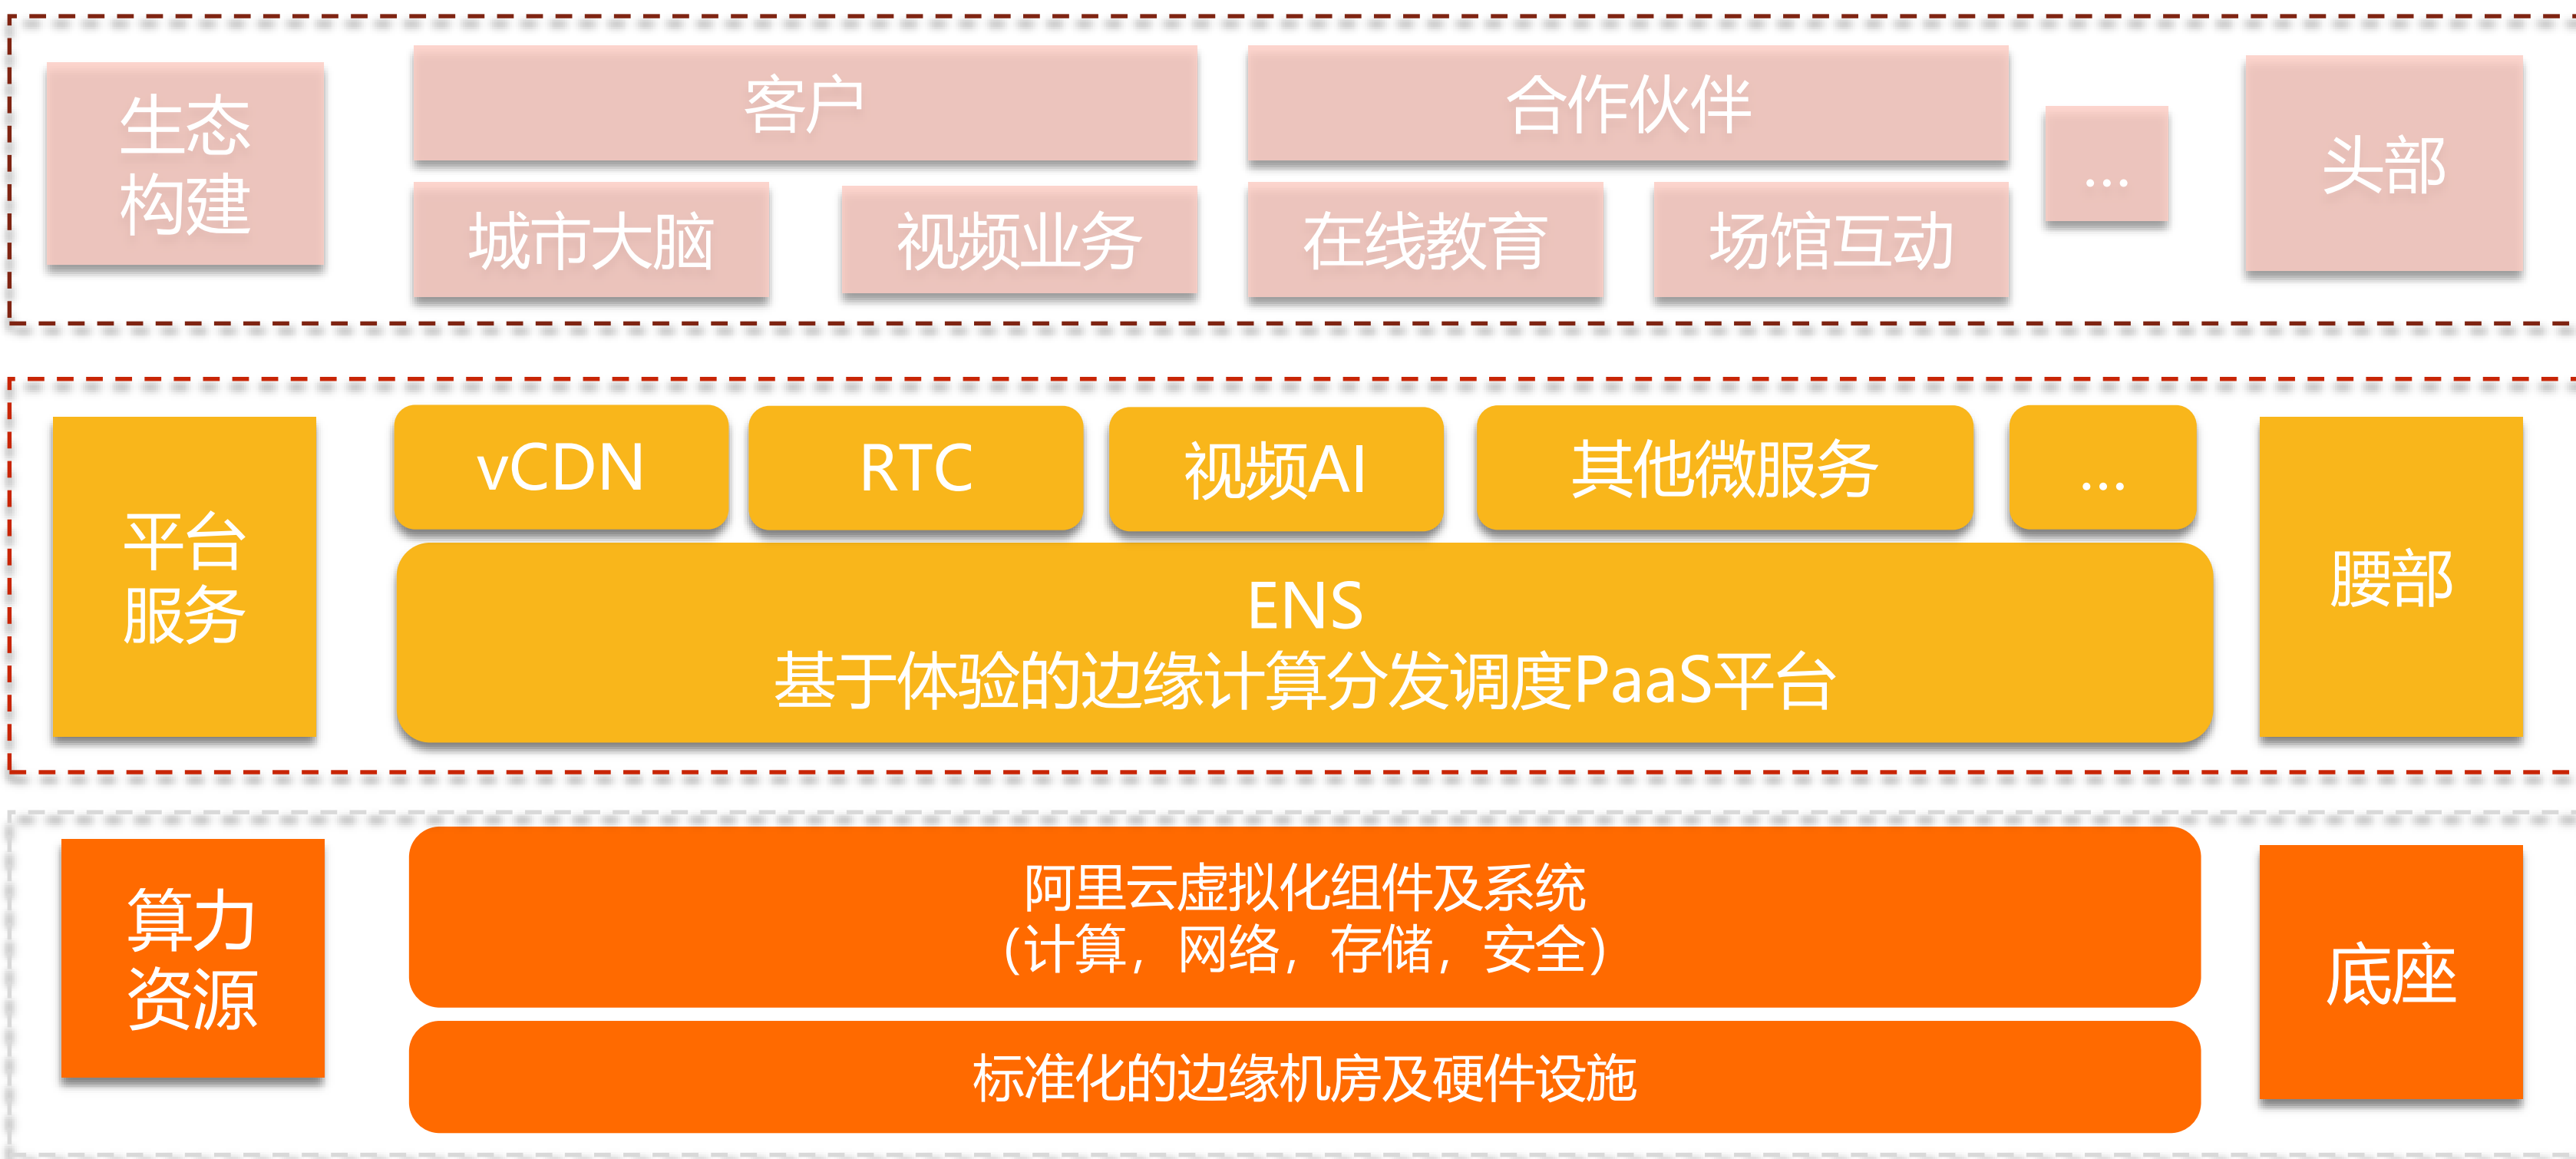 生态
构建
客户
合作伙伴
...
头部
城市大脑
视频业务
在线教育
场馆互动
平台
服务
vCDN
RTC
视频AI
其他微服务
...
腰部
ENS
基于体验的边缘计算分发调度PaaS平台
算力
资源
阿里云虚拟化组件及系统
（计算，网络，存储，安全）
底座
标准化的边缘机房及硬件设施